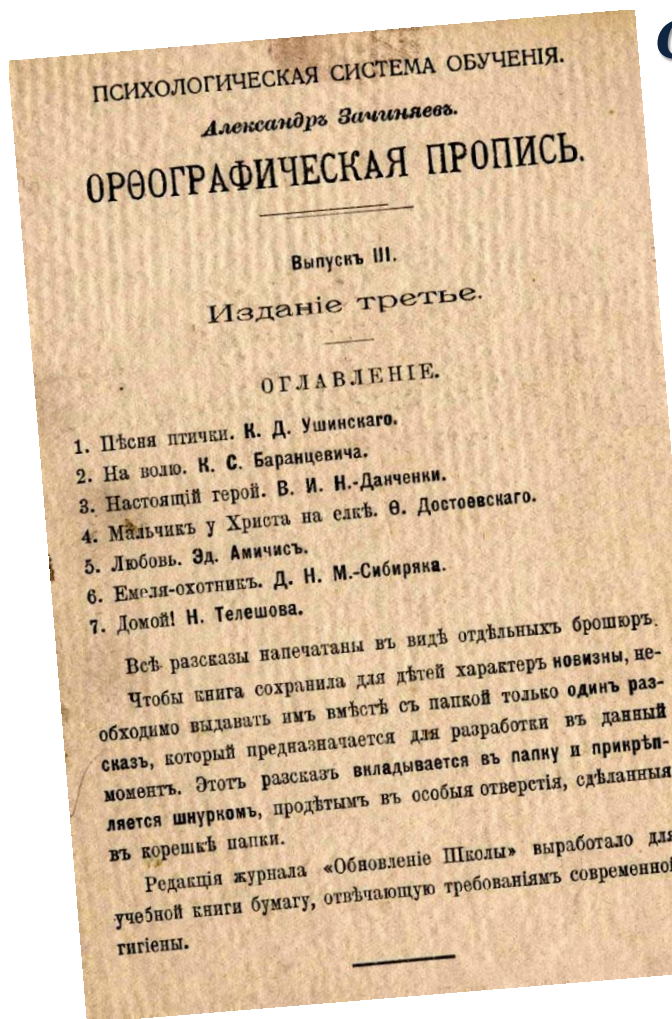 ПСИХОЛОГИЧЕСКАЯ СИСТЕМА ОБУЧЕНІЯ.
Александръ Зачиняевъ.
ОРѲОГРАФИЧЕСКАЯ ПРОПИСЬ.
Выпускъ III.
Изданіе третье.
ОГЛАВЛЕНІЕ.
1. Пѣсня птички. К. Д. Ушинскаго.
2. На волю. К. С. Баранцевича.
3. Настоящій герой. В. И. Н.-Данченки.
4. Мальчикъ у Христа на елкѣ. Ѳ. Достоевскаго.
5. Любовь. Эд. Амичисъ.
6. Емеля-охотникъ. Д. Н. М.-Сибиряка.
7. Домой! Н. Телешова.
Всѣ разсказы напечатаны въ видѣ отдѣльныхъ брошюръ.
Чтобы книга сохранила для дѣтей характеръ новизны, не-
обходимо выдавать имъ вмѣстѣ съ папкой только одинъ раз-
сказъ, который предназначается для разработки въ данный
моментъ. Этотъ разсказъ вкладывается въ папку и прикрѣп-
ляется шнуркомъ, продѣтымъ въ особыя отверстія, сдѣланныя
въ корешкѣ папки.
Редакція журнала «Обновленіе Школы» выработало для
учебной книги бумагу, отвѣчающую требованіямъ современной
гигіены.